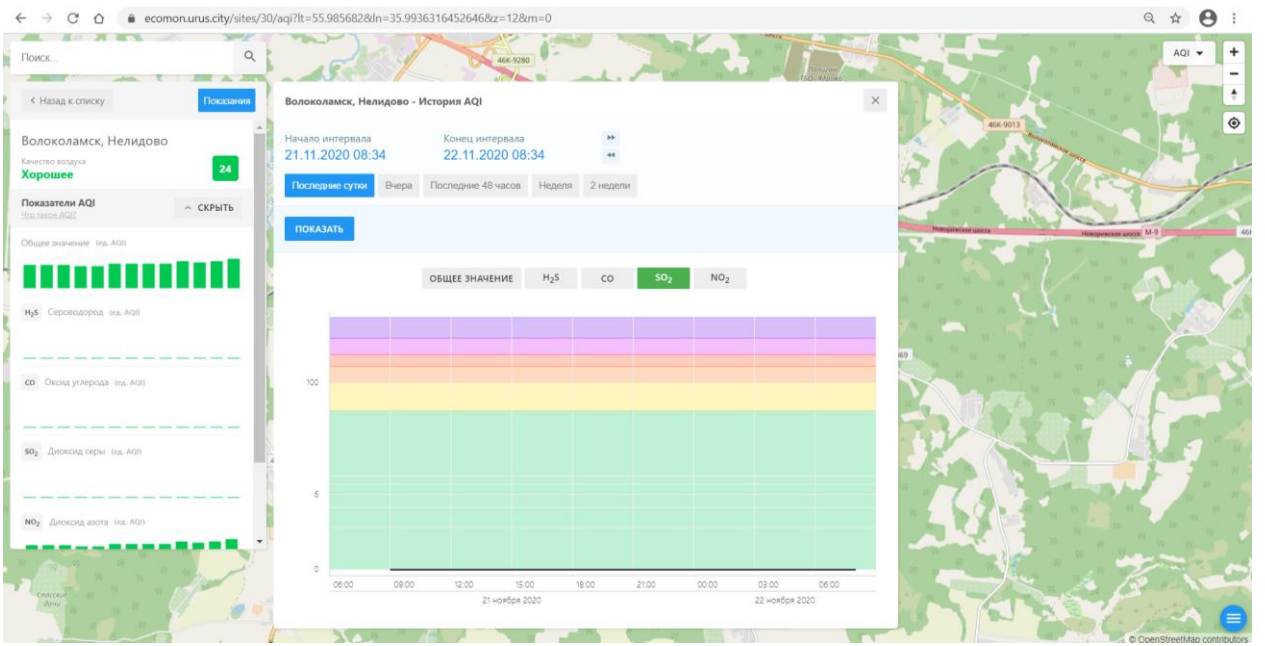 ecomon.urus.city/sites/30/aqi?lt=55.985682&ln=35.9936316452646&z=12&m=0
Поиск...
46К-9280
AQI
+
−
< Назад к списку
Показания
Волоколамск, Нелидово - История AQI
×
Волоколамск, Нелидово
Качество воздуха
Хорошее
24
Начало интервала
Конец интервала
21.11.2020 08:34
22.11.2020 08:34
46К-9013
Последние сутки
Вчера
Последние 48 часов
Неделя
2 недели
Показатели AQI
Что такое AQI?
СКРЫТЬ
ПОКАЗАТЬ
Новорижское шоссе
Новорижское шоссе
М-9
Общее значение (ед. AQI)
ОБЩЕЕ ЗНАЧЕНИЕ
H₂S
CO
SO₂
NO₂
H₂S Сероводород (ед. AQI)
CO Оксид углерода (ед. AQI)
SO₂ Диоксид серы (ед. AQI)
NO₂ Диоксид азота (ед. AQI)
100
6
0
06:00
09:00
12:00
15:00
18:00
21:00
00:00
03:00
06:00
21 ноября 2020
22 ноября 2020
Спасские
дачи
© OpenStreetMap contributors